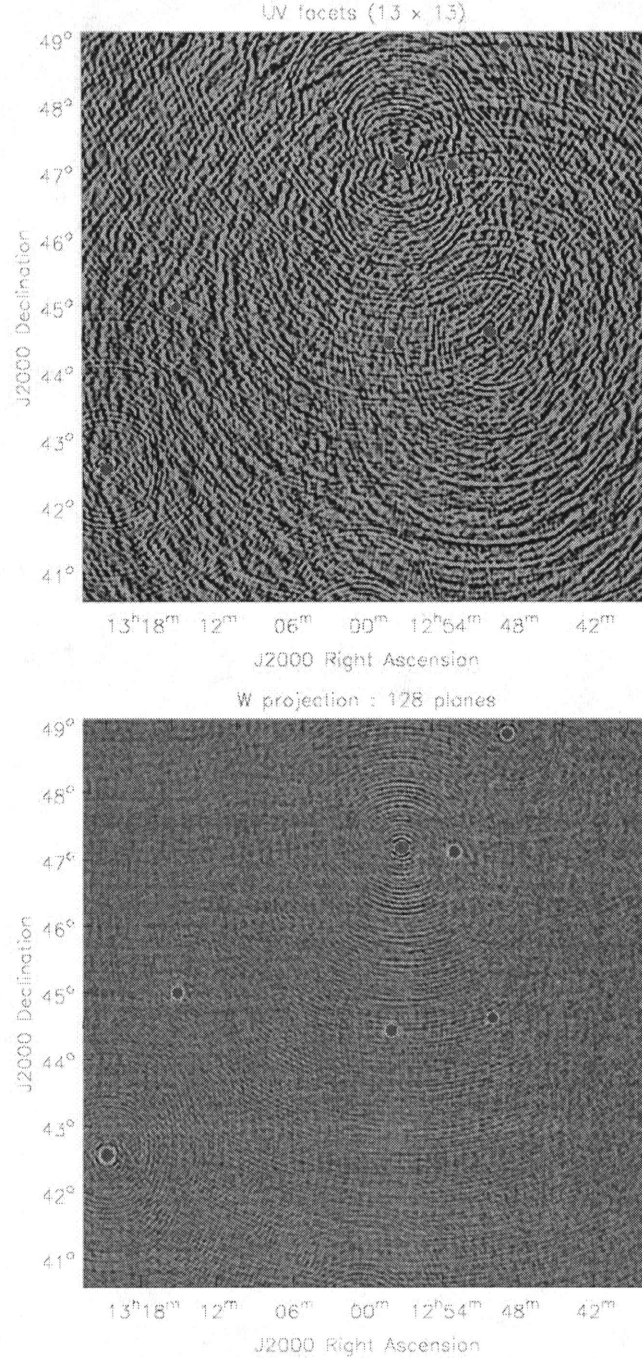 UV facets (13 x 13)
49°
48°
47°
46°
45°
44°
43°
42°
41°
J2000 Declination
13ʰ18ᵐ 12ᵐ 06ᵐ 00ᵐ 12ʰ54ᵐ 48ᵐ 42ᵐ
J2000 Right Ascension
W projection : 128 planes
49°
48°
47°
46°
45°
44°
43°
42°
41°
J2000 Declination
13ʰ18ᵐ 12ᵐ 06ᵐ 00ᵐ 12ʰ54ᵐ 48ᵐ 42ᵐ
J2000 Right Ascension